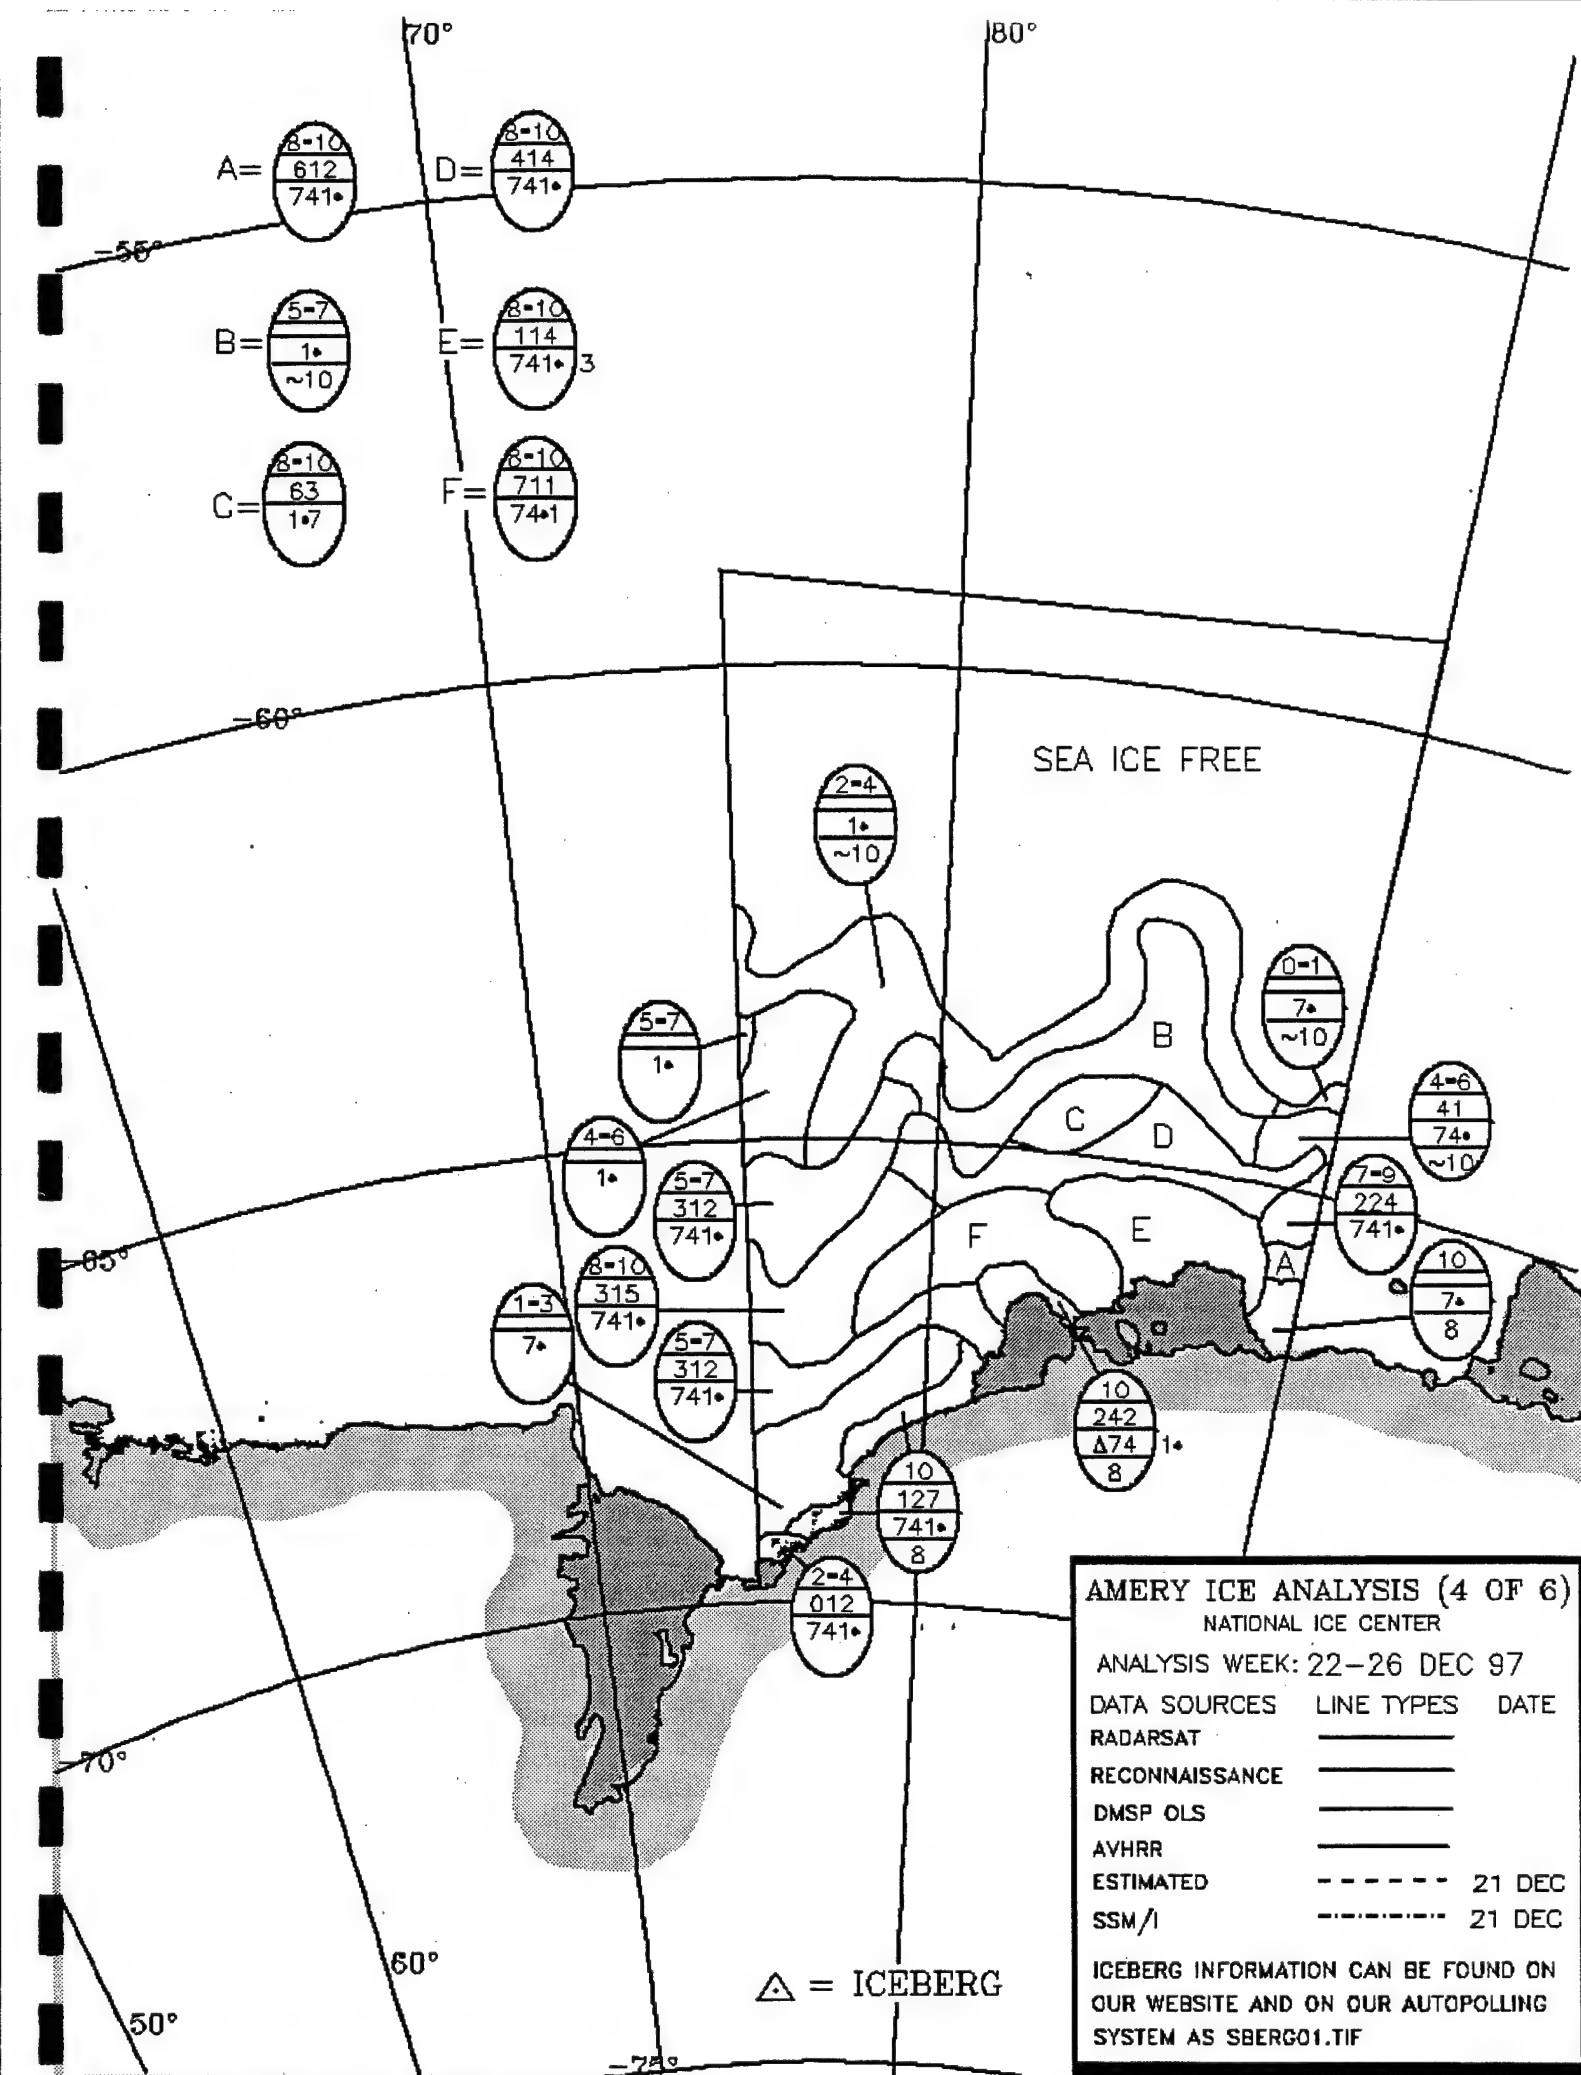 70°
80°
A=
8-10
612
741•
D=
8-10
414
741•
-55°
B=
5-7
1•
~10
E=
8-10
114
741• 3
C=
8-10
63
1•7
F=
8-10
711
74•1
-60°
SEA ICE FREE
2-4
1•
~10
0-1
7•
~10
5-7
1•
B
4-6
41
74•
~10
4-6
1•
C
D
5-7
312
741•
7-9
224
741•
-65°
F
E
A
8-10
315
741•
10
7•
8
1-3
7•
5-7
312
741•
10
242
Δ74 1•
8
10
127
741•
8
2-4
012
741•
-70°
60°
50°
-75°
△ = ICEBERG
AMERY ICE ANALYSIS (4 OF 6)
NATIONAL ICE CENTER
ANALYSIS WEEK: 22-26 DEC 97
DATA SOURCES LINE TYPES DATE
RADARSAT
RECONNAISSANCE
DMSP OLS
AVHRR
ESTIMATED 21 DEC
SSM/I 21 DEC
ICEBERG INFORMATION CAN BE FOUND ON
OUR WEBSITE AND ON OUR AUTOPOLLING
SYSTEM AS SBERG01.TIF